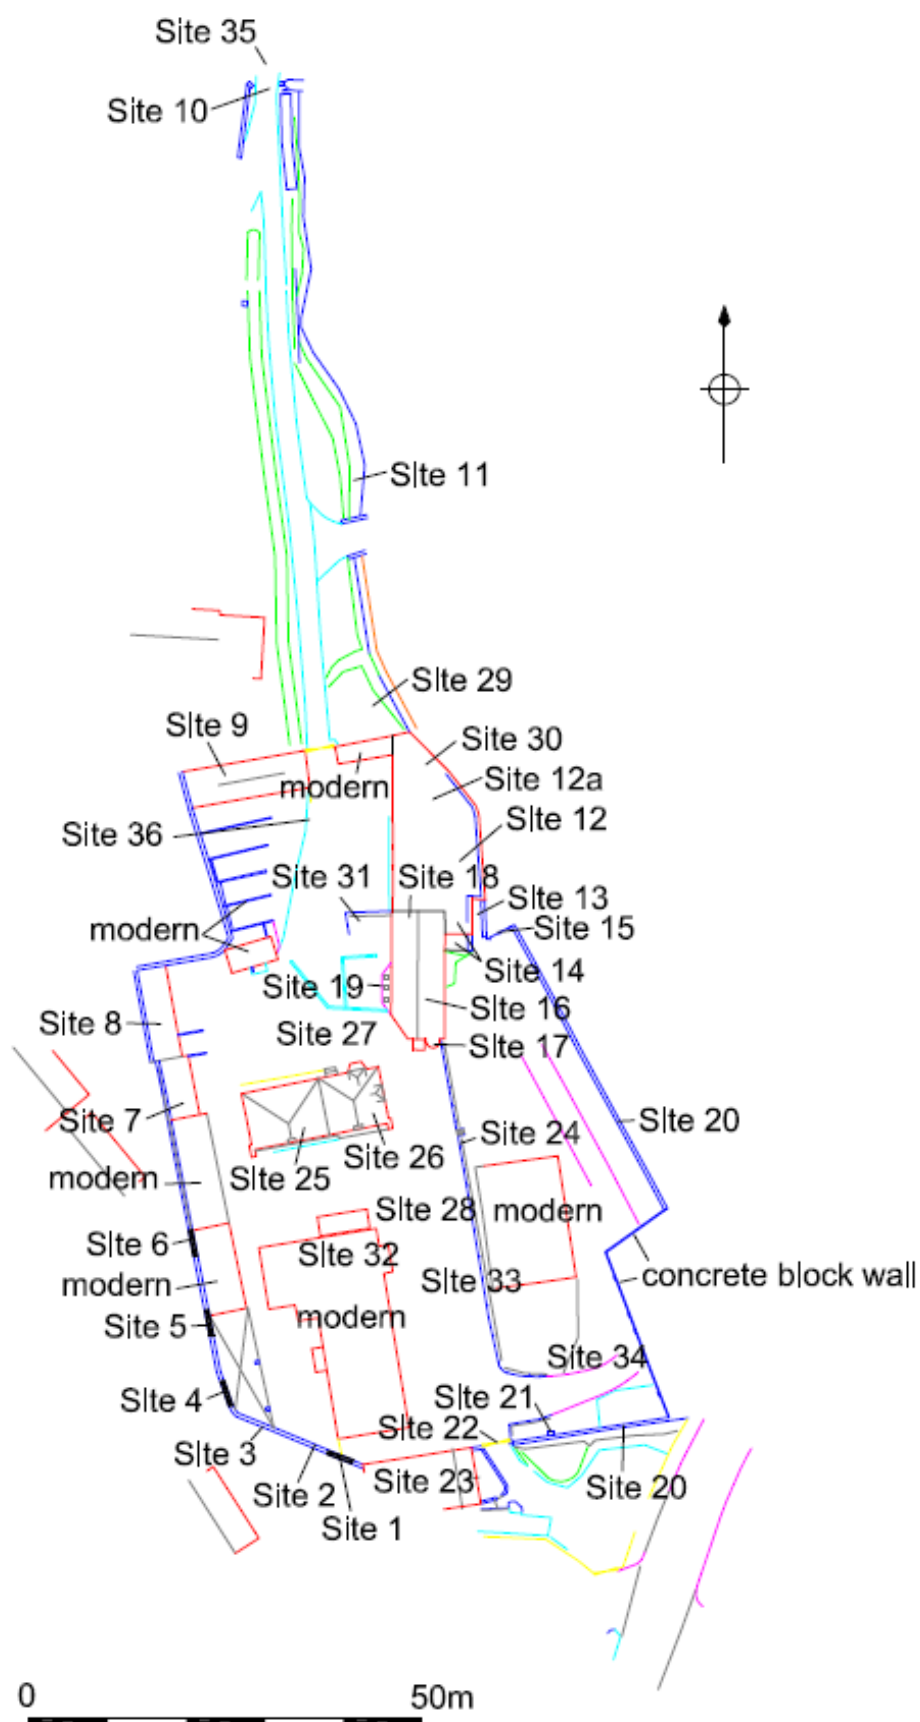 Site 35
Site 10
Site 11
Site 29
Site 9
Site 30
modern
Site 12a
Site 36
Site 12
Site 31
Site 18
Site 13
modern
Site 15
Site 14
Site 19
Site 16
Site 8
Site 27
Site 17
Site 7
Site 20
Site 24
Site 26
modern
Site 25
Site 28
modern
Site 6
Site 32
modern
Site 33
concrete block wall
Site 5
modern
Site 34
Site 4
Site 21
Site 22
Site 3
Site 23
Site 20
Site 2
Site 1
0
50m